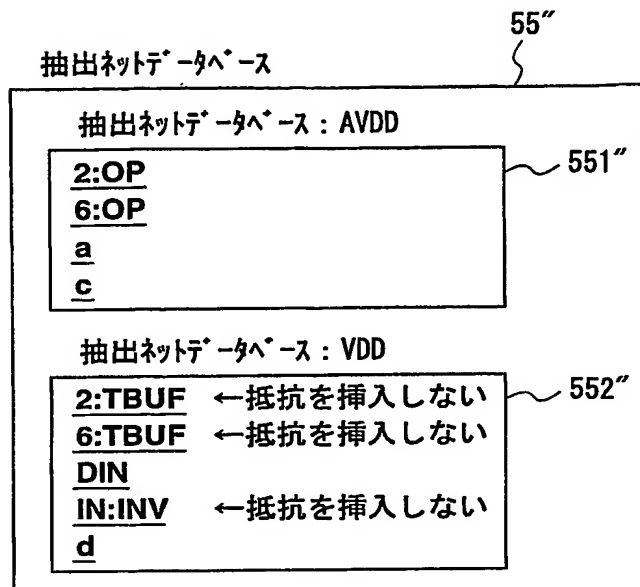 55″
抽出ネットデータベース
抽出ネットデータベース：AVDD
551″
2:OP
6:OP
a
c
抽出ネットデータベース：VDD
552″
2:TBUF ←抵抗を挿入しない
6:TBUF ←抵抗を挿入しない
DIN
IN:INV ←抵抗を挿入しない
d